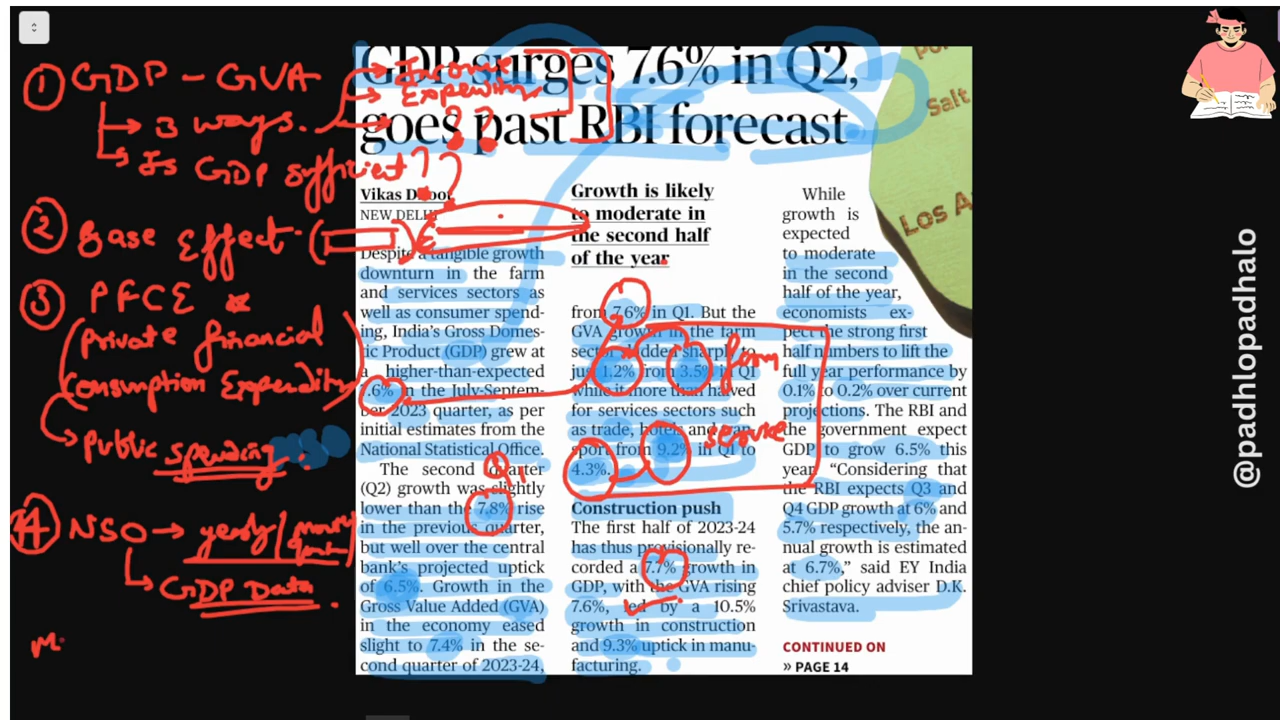 ① GDP – GVA
→ Income
→ Expenditure
→ 3 ways.
→ Is GDP sufficient?
② Base Effect.
③ PFCE
(Private Financial
Consumption Expenditure)
→ Public spending.
④ NSO → yearly/
→ GDP Data.
GDP surges 7.6% in Q2,
goes past RBI forecast
Vikas
NEW DELHI
Despite a tangible growth
downturn in the farm
and services sectors as
well as consumer spend-
ing, India's Gross Domes-
tic Product (GDP) grew at
a higher-than-expected
7.6% in the July-Septem-
ber 2023 quarter, as per
initial estimates from the
National Statistical Office.
The second quarter
(Q2) growth was slightly
lower than the 7.8% rise
in the previous quarter,
but well over the central
bank's projected uptick
of 6.5%. Growth in the
Gross Value Added (GVA)
in the economy eased
slight to 7.4% in the se-
cond quarter of 2023-24,
Growth is likely
to moderate in
the second half
of the year.
from 7.6% in Q1. But the
GVA growth in the farm
sector skidded sharply to
just 1.2% from 3.5% in Q1
while it more than halved
for services sectors such
as trade, hotels and tran-
sport from 9.2% in Q1 to
4.3%.
farm
service
Construction push
The first half of 2023-24
has thus provisionally re-
corded a 7.7% growth in
GDP, with the GVA rising
7.6%, led by a 10.5%
growth in construction
and 9.3% uptick in manu-
facturing.
While
growth is
expected
to moderate
in the second
half of the year,
economists ex-
pect the strong first
half numbers to lift the
full year performance by
0.1% to 0.2% over current
projections. The RBI and
the government expect
GDP to grow 6.5% this
year. "Considering that
the RBI expects Q3 and
Q4 GDP growth at 6% and
5.7% respectively, the an-
nual growth is estimated
at 6.7%," said EY India
chief policy adviser D.K.
Srivastava.
CONTINUED ON
» PAGE 14
Salt
Los A
@padhlopadhalo